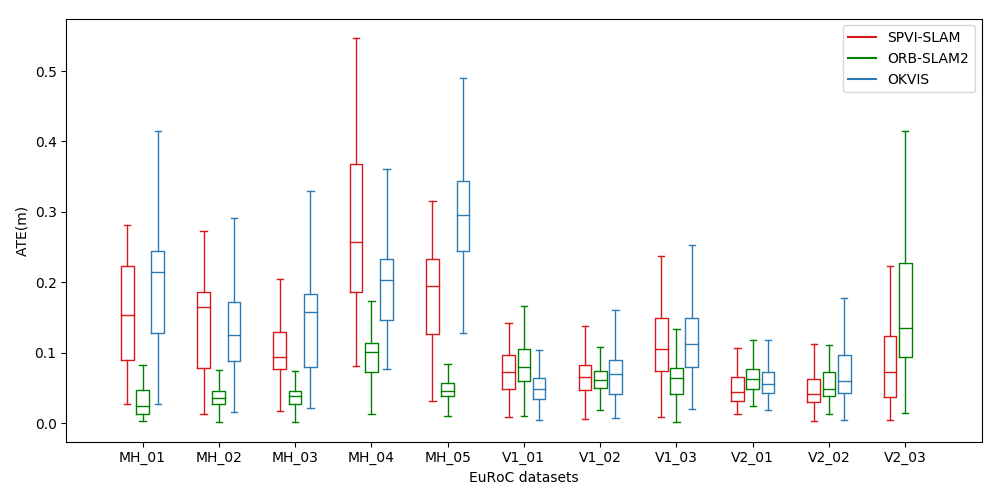 SPVI-SLAM
ORB-SLAM2
OKVIS
ATE(m)
0.5
0.4
0.3
0.2
0.1
0.0
MH_01 MH_02 MH_03 MH_04 MH_05 V1_01 V1_02 V1_03 V2_01 V2_02 V2_03
EuRoC datasets